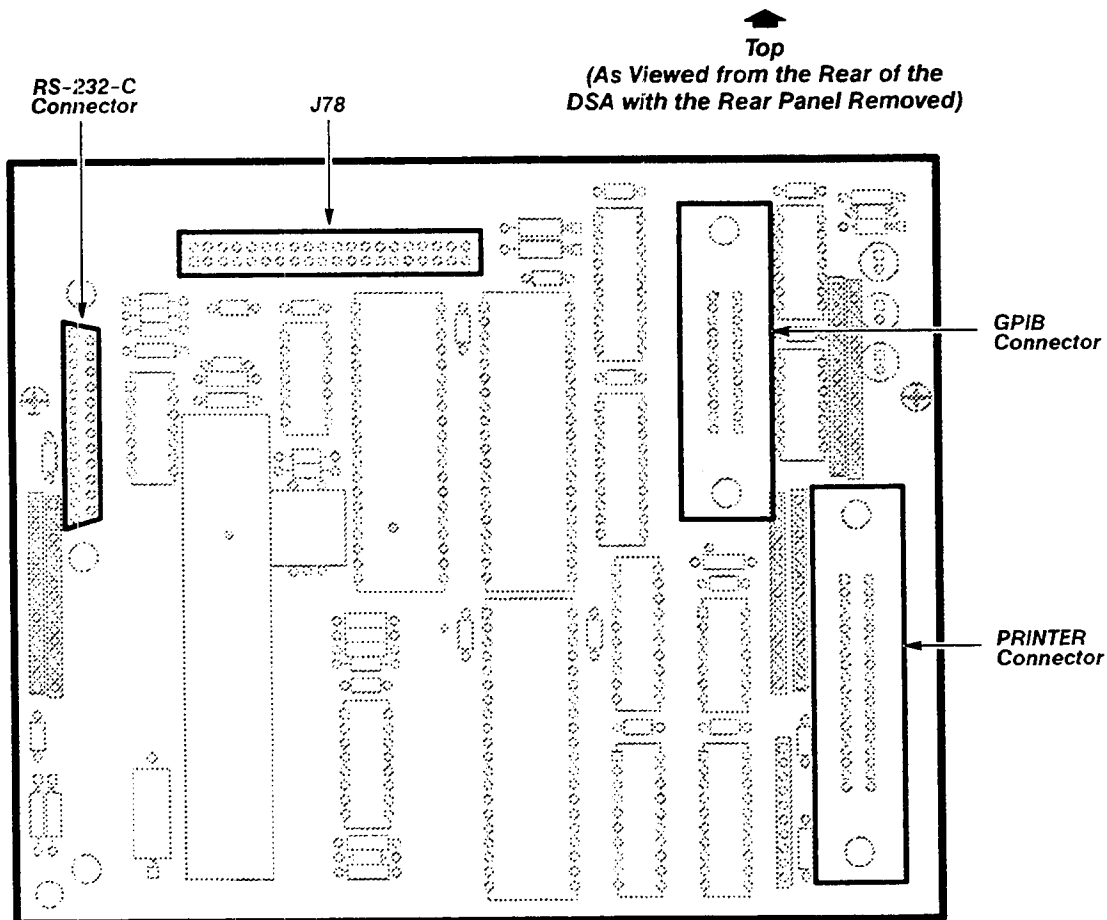 Top
(As Viewed from the Rear of the
DSA with the Rear Panel Removed)
RS-232-C
Connector
J78
GPIB
Connector
PRINTER
Connector